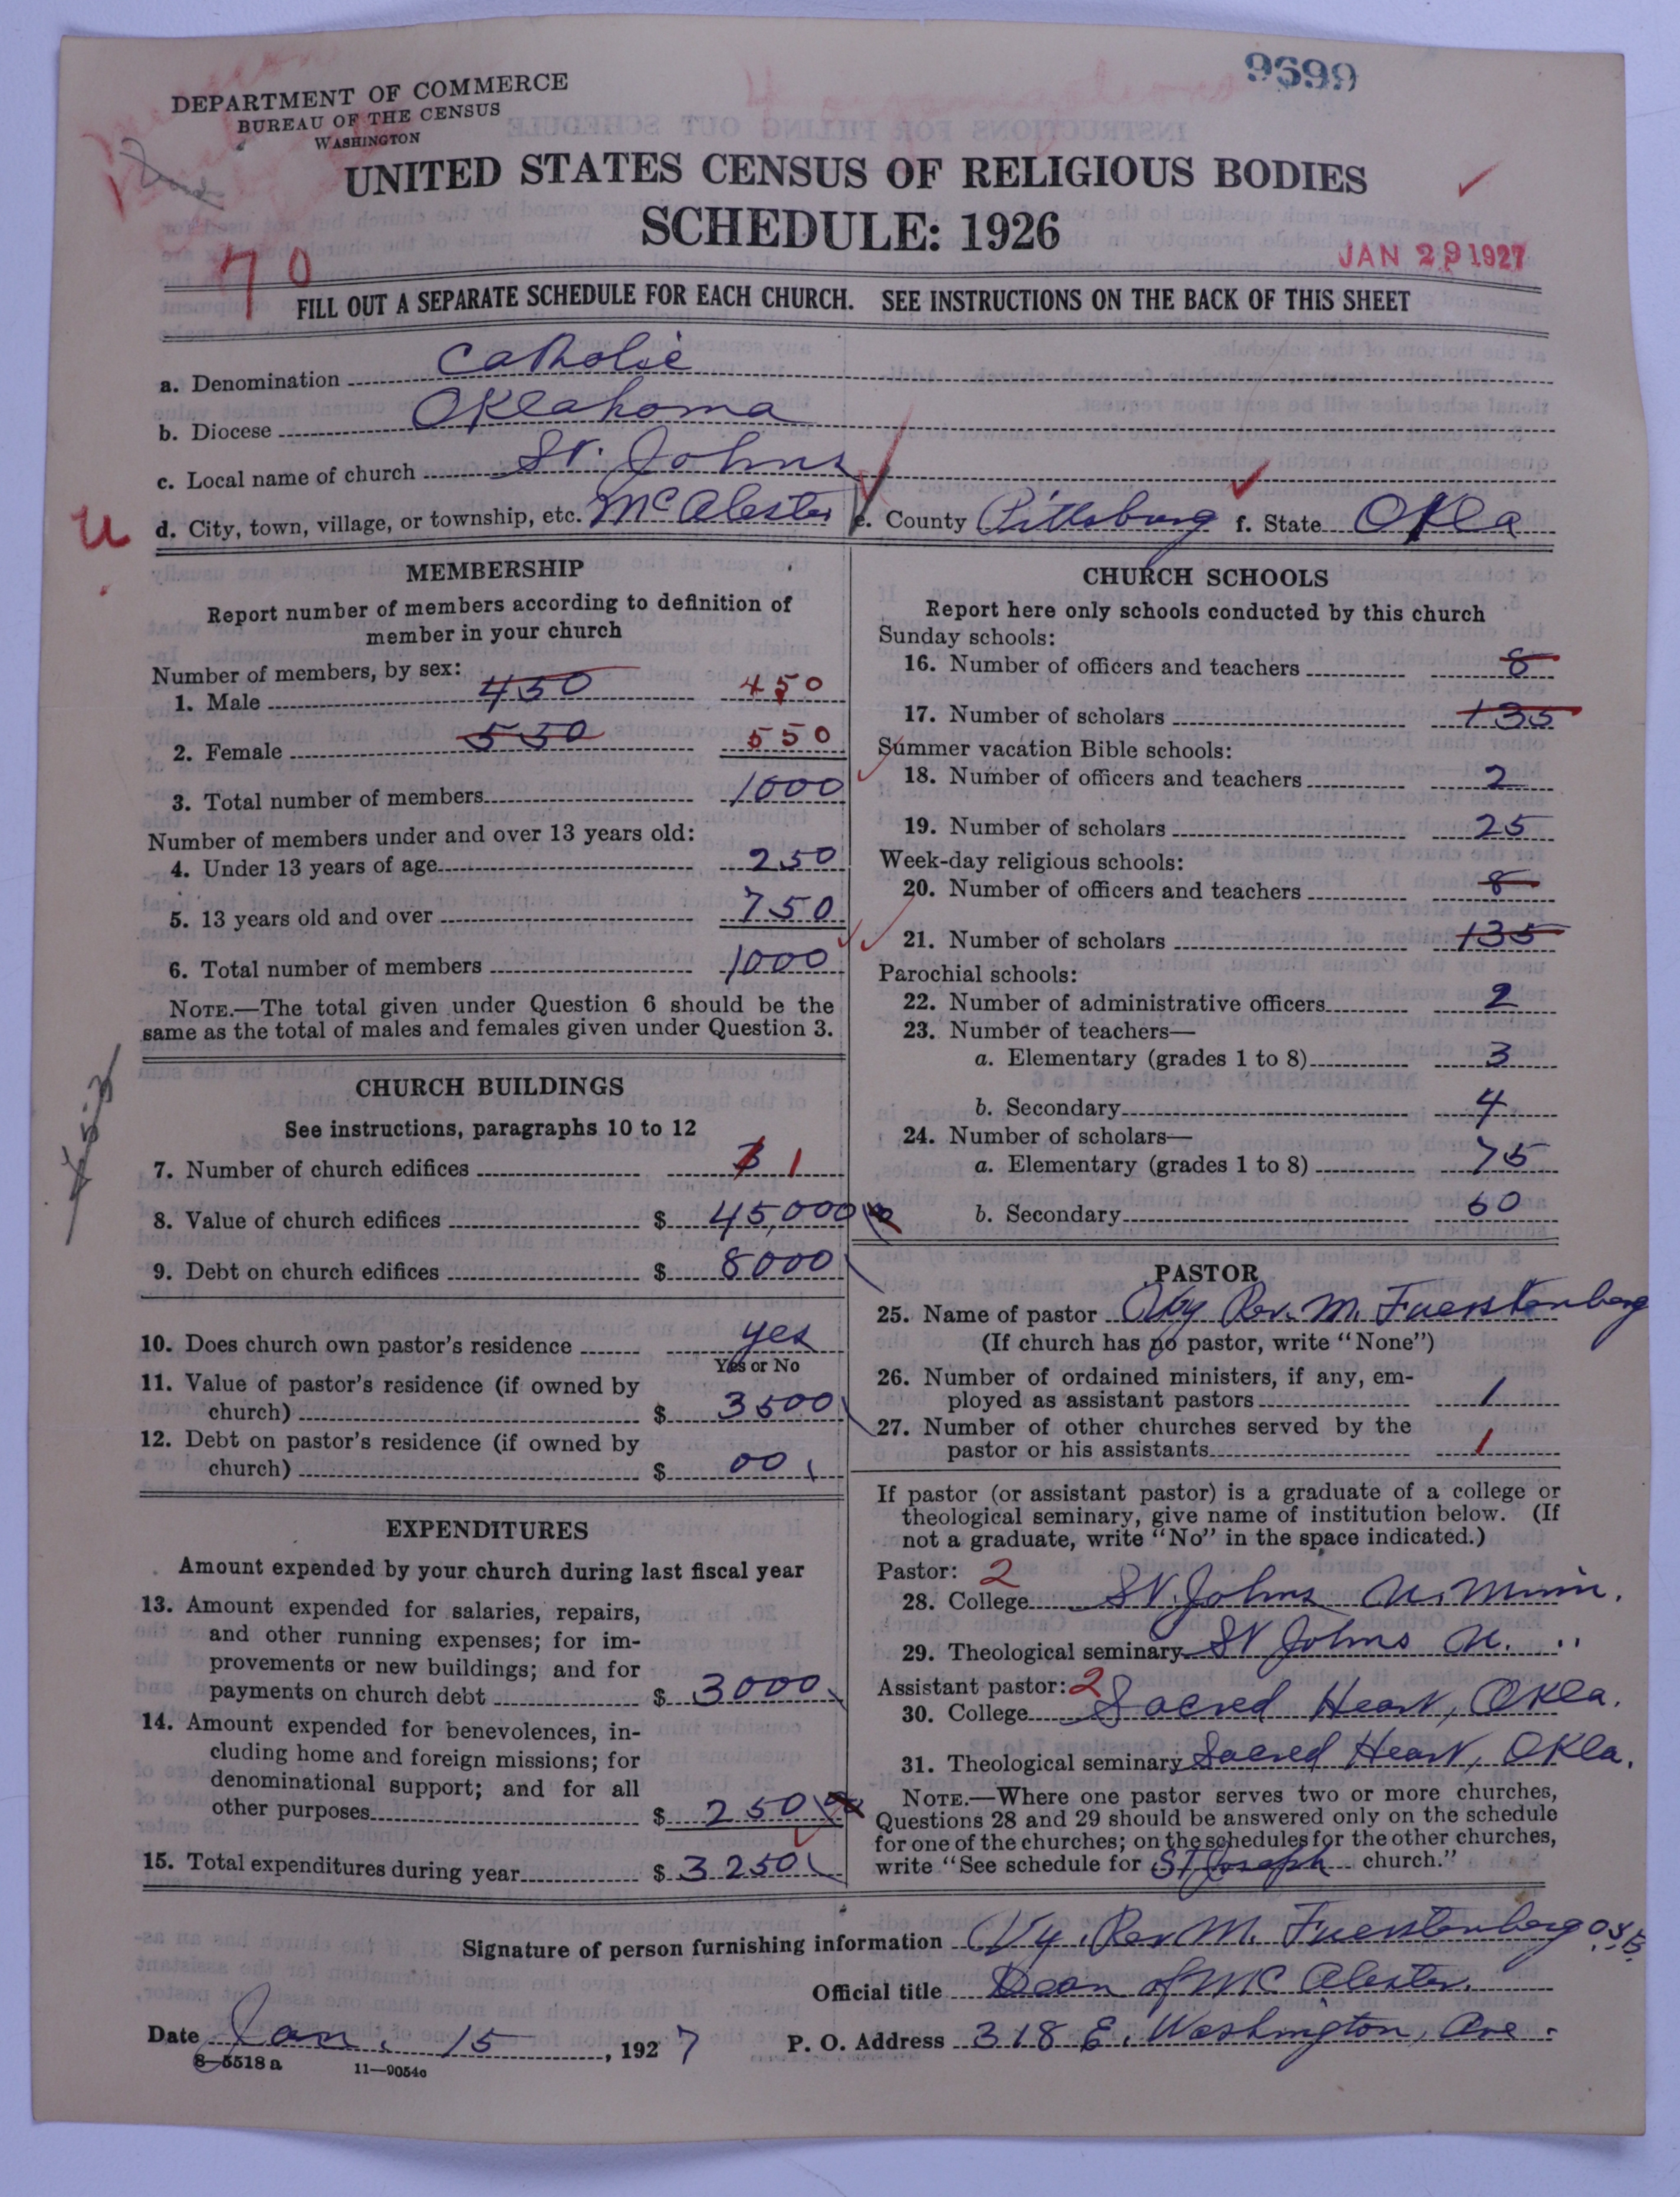 9699
DEPARTMENT OF COMMERCE
BUREAU OF THE CENSUS
WASHINGTON
UNITED STATES CENSUS OF RELIGIOUS BODIES
SCHEDULE: 1926
JAN 29 1927
70
FILL OUT A SEPARATE SCHEDULE FOR EACH CHURCH. SEE INSTRUCTIONS ON THE BACK OF THIS SHEET
a. Denomination Catholic
b. Diocese Oklahoma
c. Local name of church St. Johns
U d. City, town, village, or township, etc. McAlester e. County Pittsburg f. State Okla
MEMBERSHIP
Report number of members according to definition of
member in your church
Number of members, by sex:
1. Male 450 450
2. Female 550 550
3. Total number of members 1000
Number of members under and over 13 years old:
4. Under 13 years of age 250
5. 13 years old and over 750
6. Total number of members 1000
NOTE.—The total given under Question 6 should be the
same as the total of males and females given under Question 3.
CHURCH BUILDINGS
See instructions, paragraphs 10 to 12
7. Number of church edifices 1
8. Value of church edifices $ 45,000
9. Debt on church edifices $ 8000
10. Does church own pastor's residence yes
Yes or No
11. Value of pastor's residence (if owned by
church) $ 3500
12. Debt on pastor's residence (if owned by
church) $ 00
EXPENDITURES
Amount expended by your church during last fiscal year
13. Amount expended for salaries, repairs,
and other running expenses; for im-
provements or new buildings; and for
payments on church debt $ 3000
14. Amount expended for benevolences, in-
cluding home and foreign missions; for
denominational support; and for all
other purposes $ 250
15. Total expenditures during year $ 3250
CHURCH SCHOOLS
Report here only schools conducted by this church
Sunday schools:
16. Number of officers and teachers 8
17. Number of scholars 135
Summer vacation Bible schools:
18. Number of officers and teachers 2
19. Number of scholars 25
Week-day religious schools:
20. Number of officers and teachers 8
21. Number of scholars 135
Parochial schools:
22. Number of administrative officers 2
23. Number of teachers—
a. Elementary (grades 1 to 8) 3
b. Secondary 4
24. Number of scholars—
a. Elementary (grades 1 to 8) 75
b. Secondary 60
PASTOR
25. Name of pastor Vy Rev. M. Fuerstenberg
(If church has no pastor, write "None")
26. Number of ordained ministers, if any, em-
ployed as assistant pastors 1
27. Number of other churches served by the
pastor or his assistants 1
If pastor (or assistant pastor) is a graduate of a college or
theological seminary, give name of institution below. (If
not a graduate, write "No" in the space indicated.)
Pastor: 2
28. College St. Johns U. Minn.
29. Theological seminary St Johns U. ..
Assistant pastor: 2
30. College Sacred Heart, Okla.
31. Theological seminary Sacred Heart, Okla.
NOTE.—Where one pastor serves two or more churches,
Questions 28 and 29 should be answered only on the schedule
for one of the churches; on the schedules for the other churches,
write "See schedule for St Joseph church."
Signature of person furnishing information Vy. Rev M. Fuerstenberg O.S.B.
Official title Dean of McAlester.
Date Jan. 15, 1927 P. O. Address 318 E. Washington, Ave.
8-5518 a 11—9054c